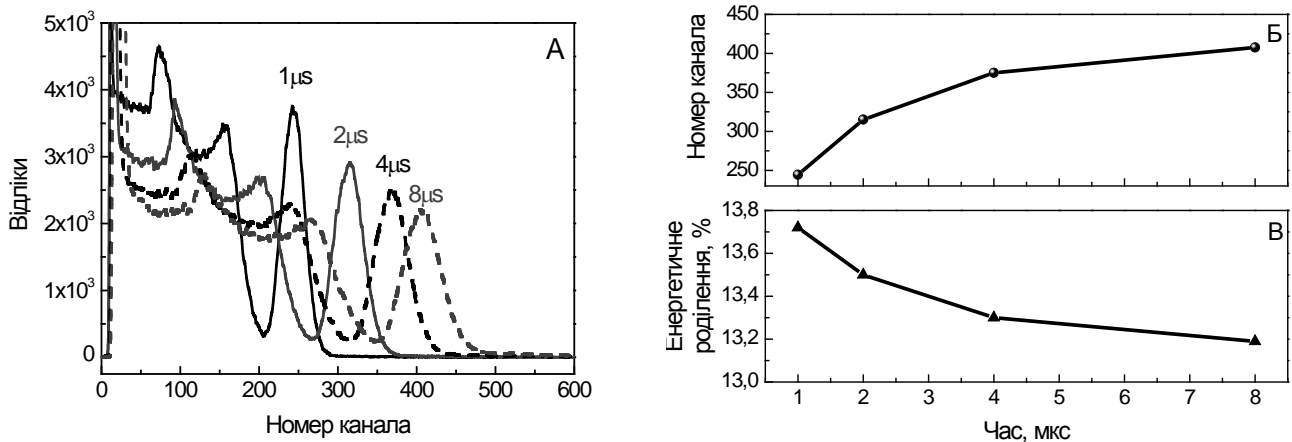 5x10³
4x10³
3x10³
2x10³
1x10³
0
Відліки
А
1μs
2μs
4μs
8μs
0 100 200 300 400 500 600
Номер канала
450
400
350
300
250
Номер канала
Б
13,8
13,6
13,4
13,2
13,0
Енергетичне
роділення, %
В
1 2 3 4 5 6 7 8
Час, мкс